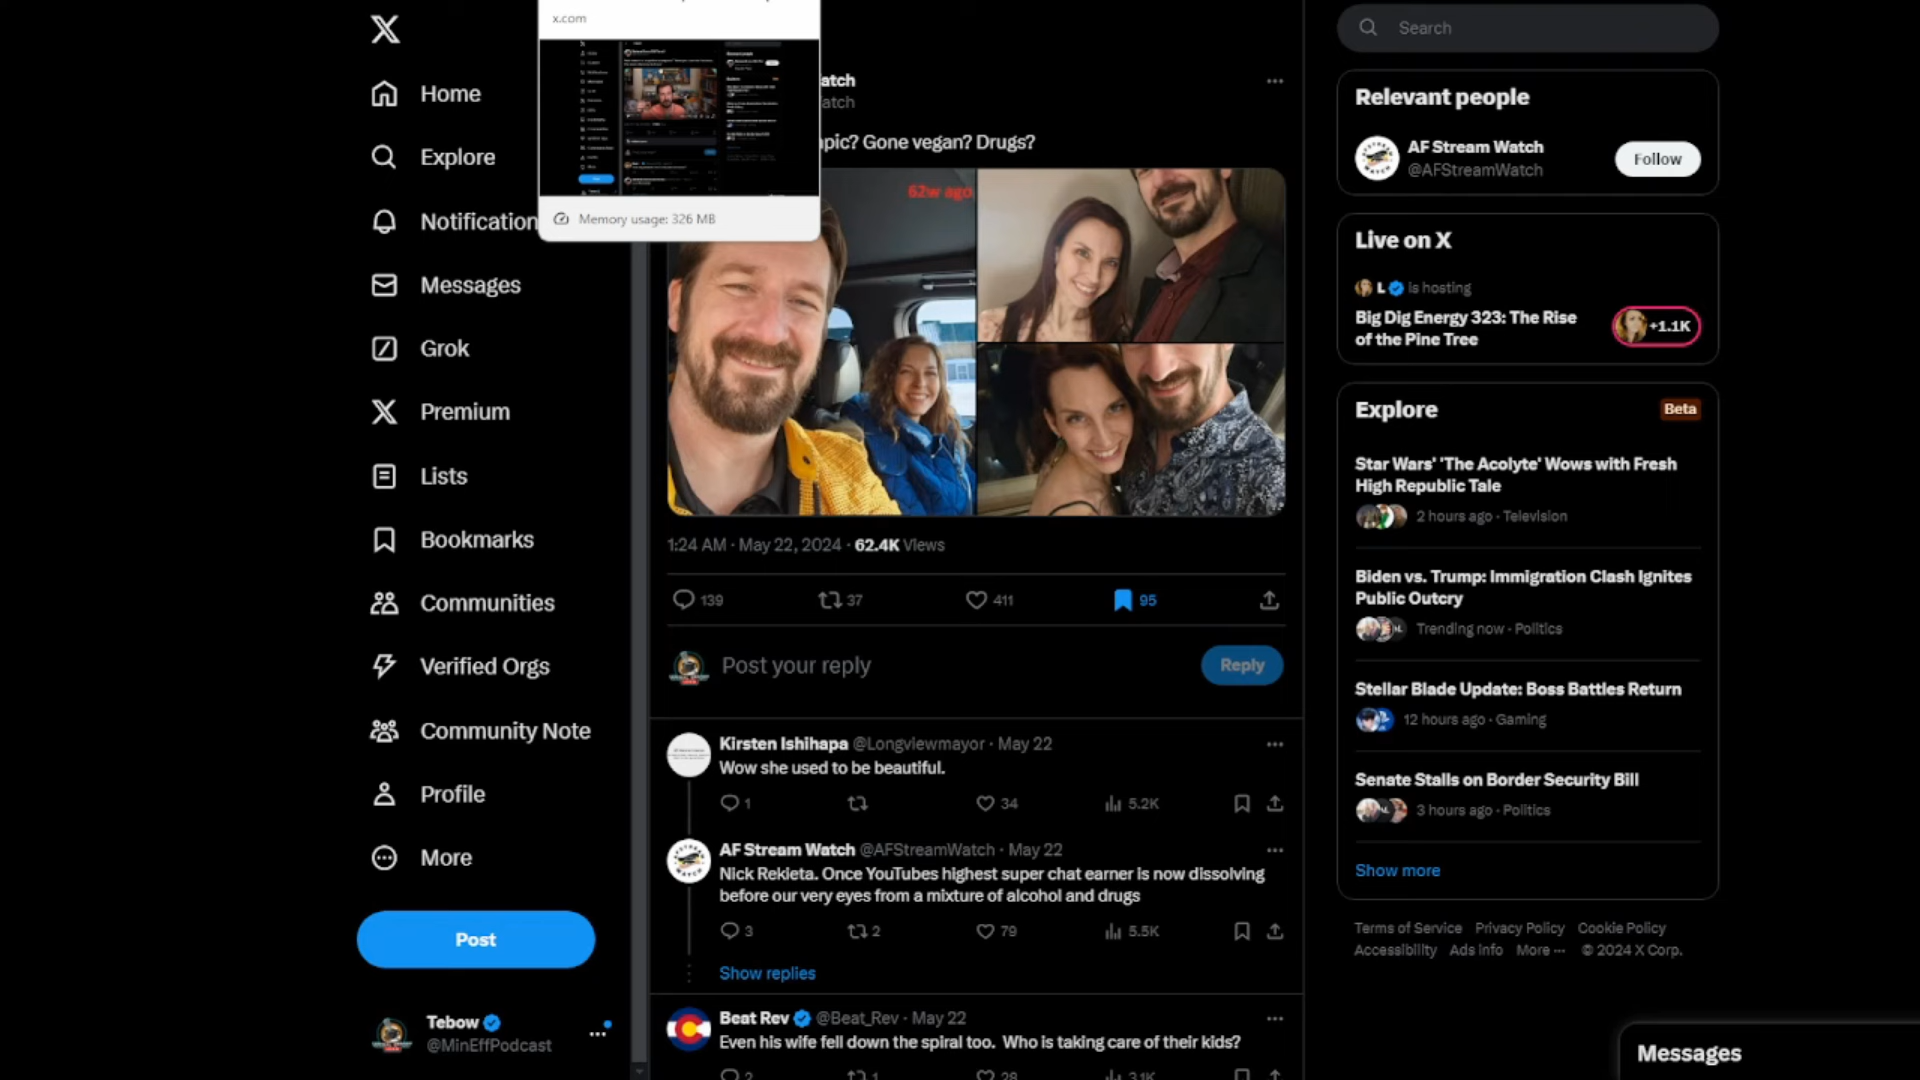 x.com
Memory usage: 326 MB
Home
Explore
Notification
Messages
Grok
Premium
Lists
Bookmarks
Communities
Verified Orgs
Community Note
Profile
More
Post
Tebow
@MinEffPodcast
atch
atch
pic? Gone vegan? Drugs?
62w ago
1:24 AM · May 22, 2024 · 62.4K Views
139
37
411
95
Post your reply
Reply
Kirsten Ishihapa @Longviewmayor · May 22
Wow she used to be beautiful.
1
34
5.2K
AF Stream Watch @AFStreamWatch · May 22
Nick Rekieta. Once YouTubes highest super chat earner is now dissolving
before our very eyes from a mixture of alcohol and drugs
3
2
79
5.5K
Show replies
Beat Rev @Beat_Rev · May 22
Even his wife fell down the spiral too. Who is taking care of their kids?
2
1
28
3.1K
Search
Relevant people
AF Stream Watch
@AFStreamWatch
Follow
Live on X
L is hosting
Big Dig Energy 323: The Rise
of the Pine Tree
+1.1K
Explore
Beta
Star Wars' 'The Acolyte' Wows with Fresh
High Republic Tale
2 hours ago · Television
Biden vs. Trump: Immigration Clash Ignites
Public Outcry
Trending now · Politics
Stellar Blade Update: Boss Battles Return
12 hours ago · Gaming
Senate Stalls on Border Security Bill
3 hours ago · Politics
Show more
Terms of Service Privacy Policy Cookie Policy
Accessibility Ads info More ··· © 2024 X Corp.
Messages